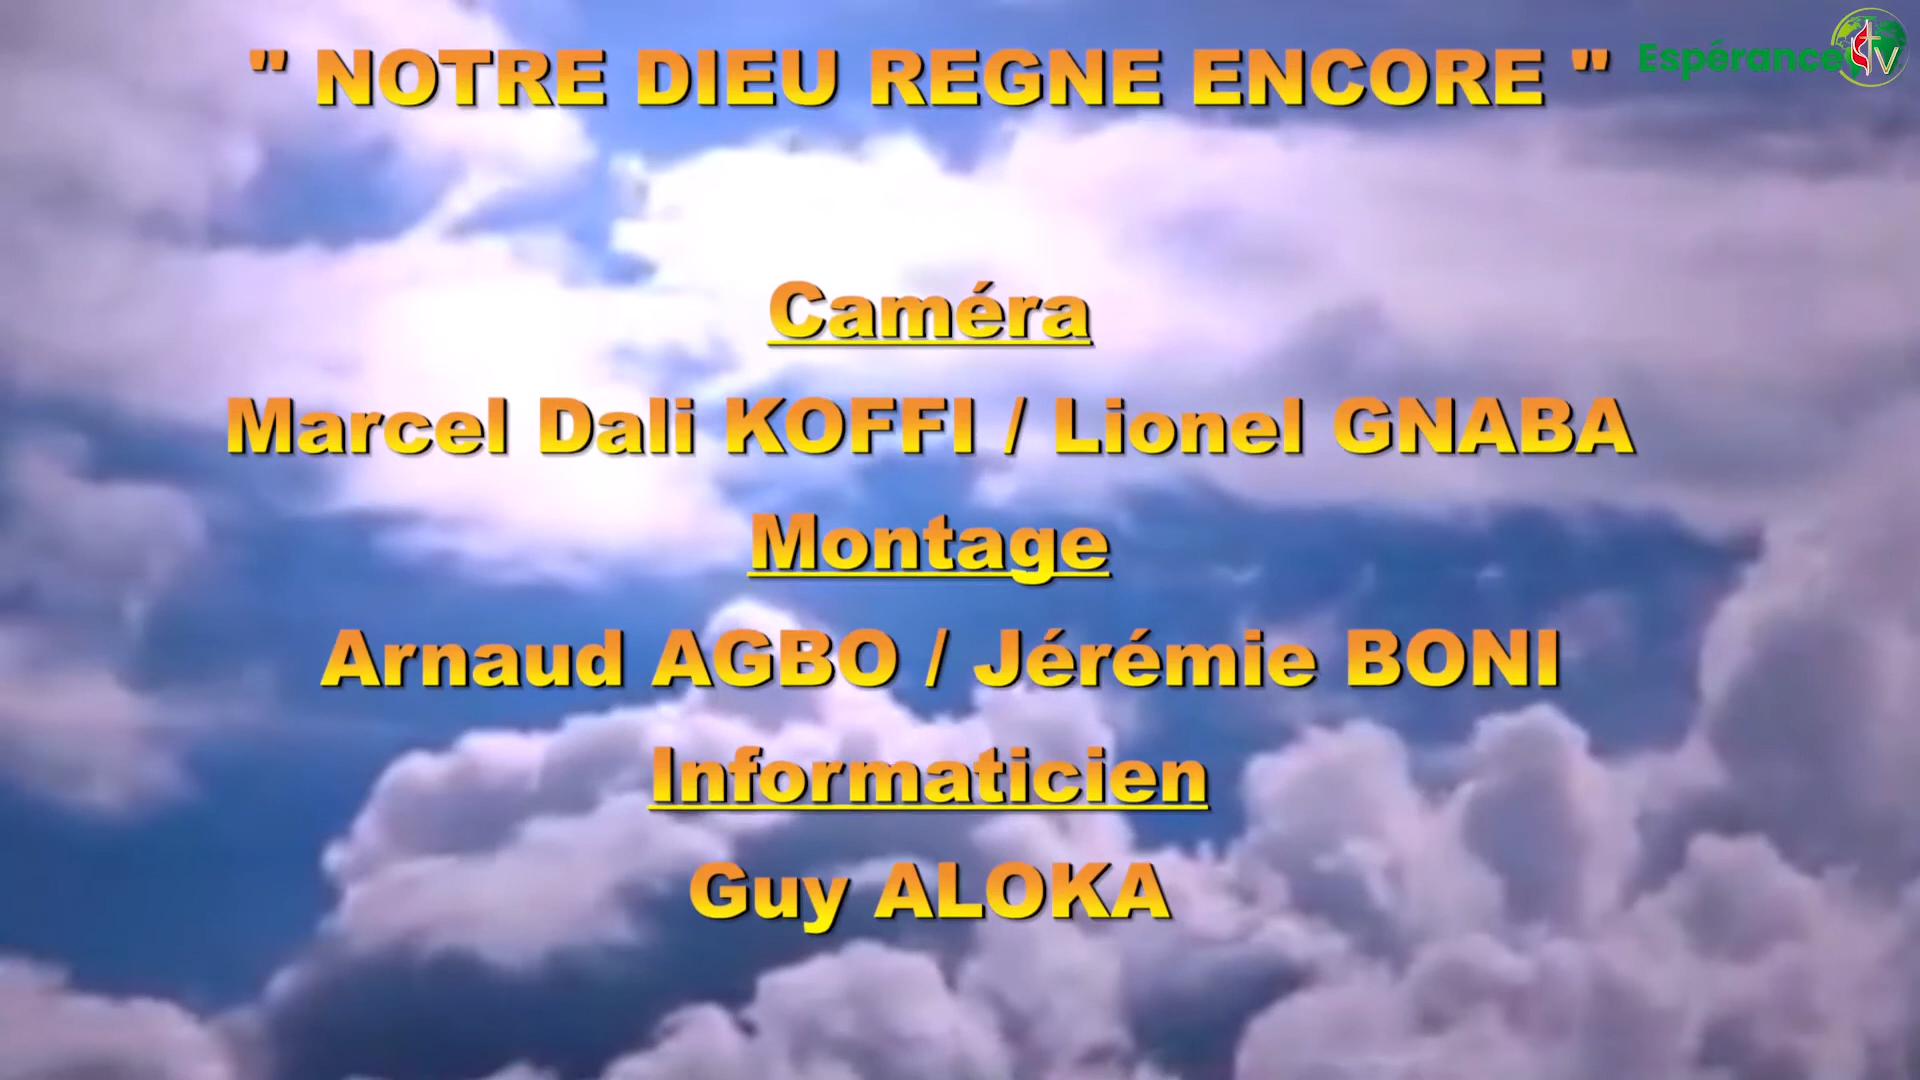 " NOTRE DIEU REGNE ENCORE "
Espérance TV
Caméra
Marcel Dali KOFFI / Lionel GNABA
Montage
Arnaud AGBO / Jérémie BONI
Informaticien
Guy ALOKA